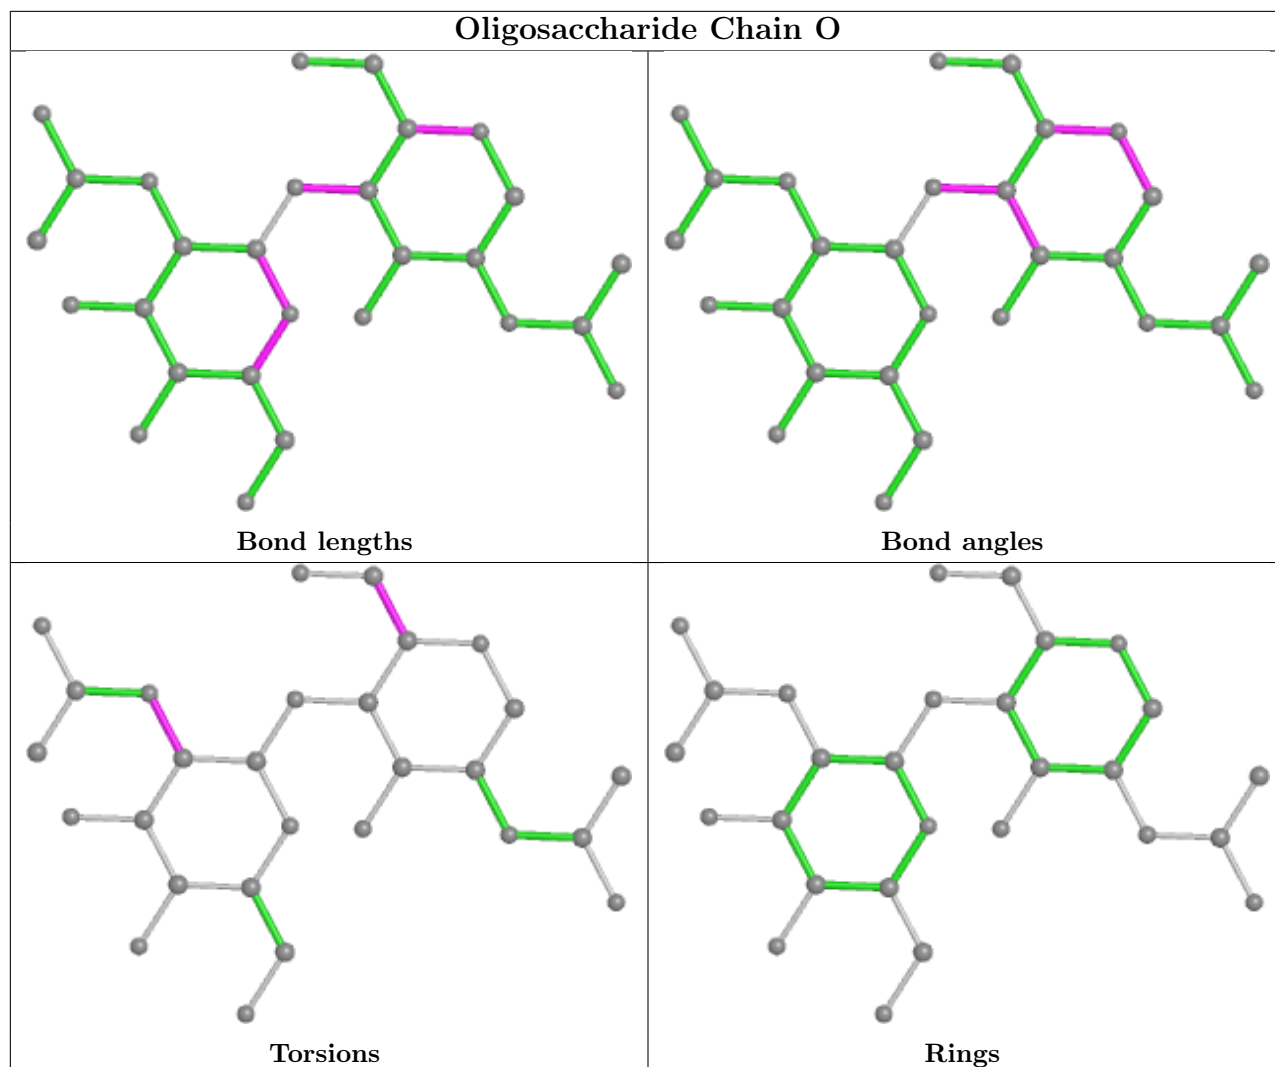 Oligosaccharide Chain O
Bond lengths
Bond angles
Torsions
Rings